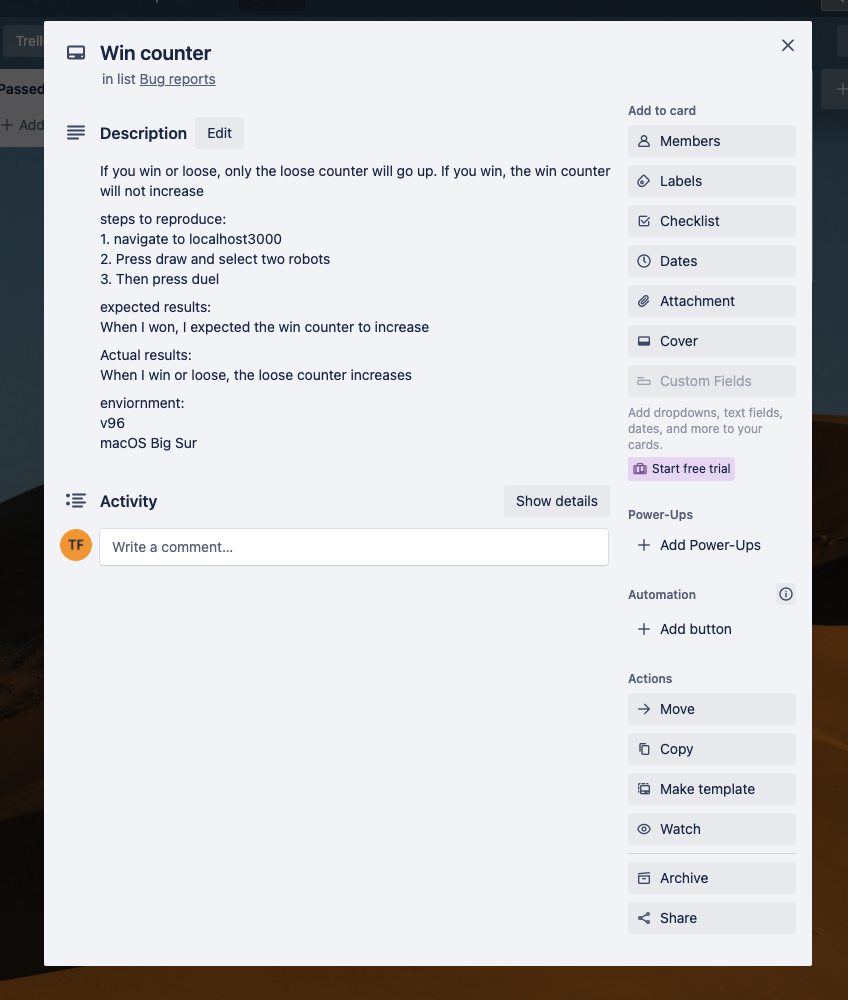 Trell
Passed
Add
Win counter
in list Bug reports
Description
Edit
If you win or loose, only the loose counter will go up. If you win, the win counter
will not increase
steps to reproduce:
1. navigate to localhost3000
2. Press draw and select two robots
3. Then press duel
expected results:
When I won, I expected the win counter to increase
Actual results:
When I win or loose, the loose counter increases
enviornment:
v96
macOS Big Sur
Activity
Show details
TF
Write a comment…
Add to card
Members
Labels
Checklist
Dates
Attachment
Cover
Custom Fields
Add dropdowns, text fields,
dates, and more to your
cards.
Start free trial
Power-Ups
Add Power-Ups
Automation
Add button
Actions
Move
Copy
Make template
Watch
Archive
Share